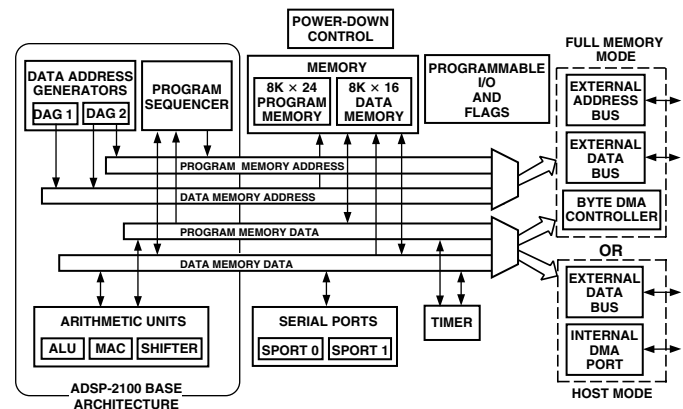 POWER-DOWN
CONTROL
FULL MEMORY
MODE
DATA ADDRESS
GENERATORS
DAG 1
DAG 2
PROGRAM
SEQUENCER
MEMORY
8K × 24
PROGRAM
MEMORY
8K × 16
DATA
MEMORY
PROGRAMMABLE
I/O
AND
FLAGS
EXTERNAL
ADDRESS
BUS
EXTERNAL
DATA
BUS
BYTE DMA
CONTROLLER
PROGRAM MEMORY ADDRESS
DATA MEMORY ADDRESS
PROGRAM MEMORY DATA
DATA MEMORY DATA
OR
EXTERNAL
DATA
BUS
INTERNAL
DMA
PORT
HOST MODE
ARITHMETIC UNITS
ALU
MAC
SHIFTER
SERIAL PORTS
SPORT 0
SPORT 1
TIMER
ADSP-2100 BASE
ARCHITECTURE